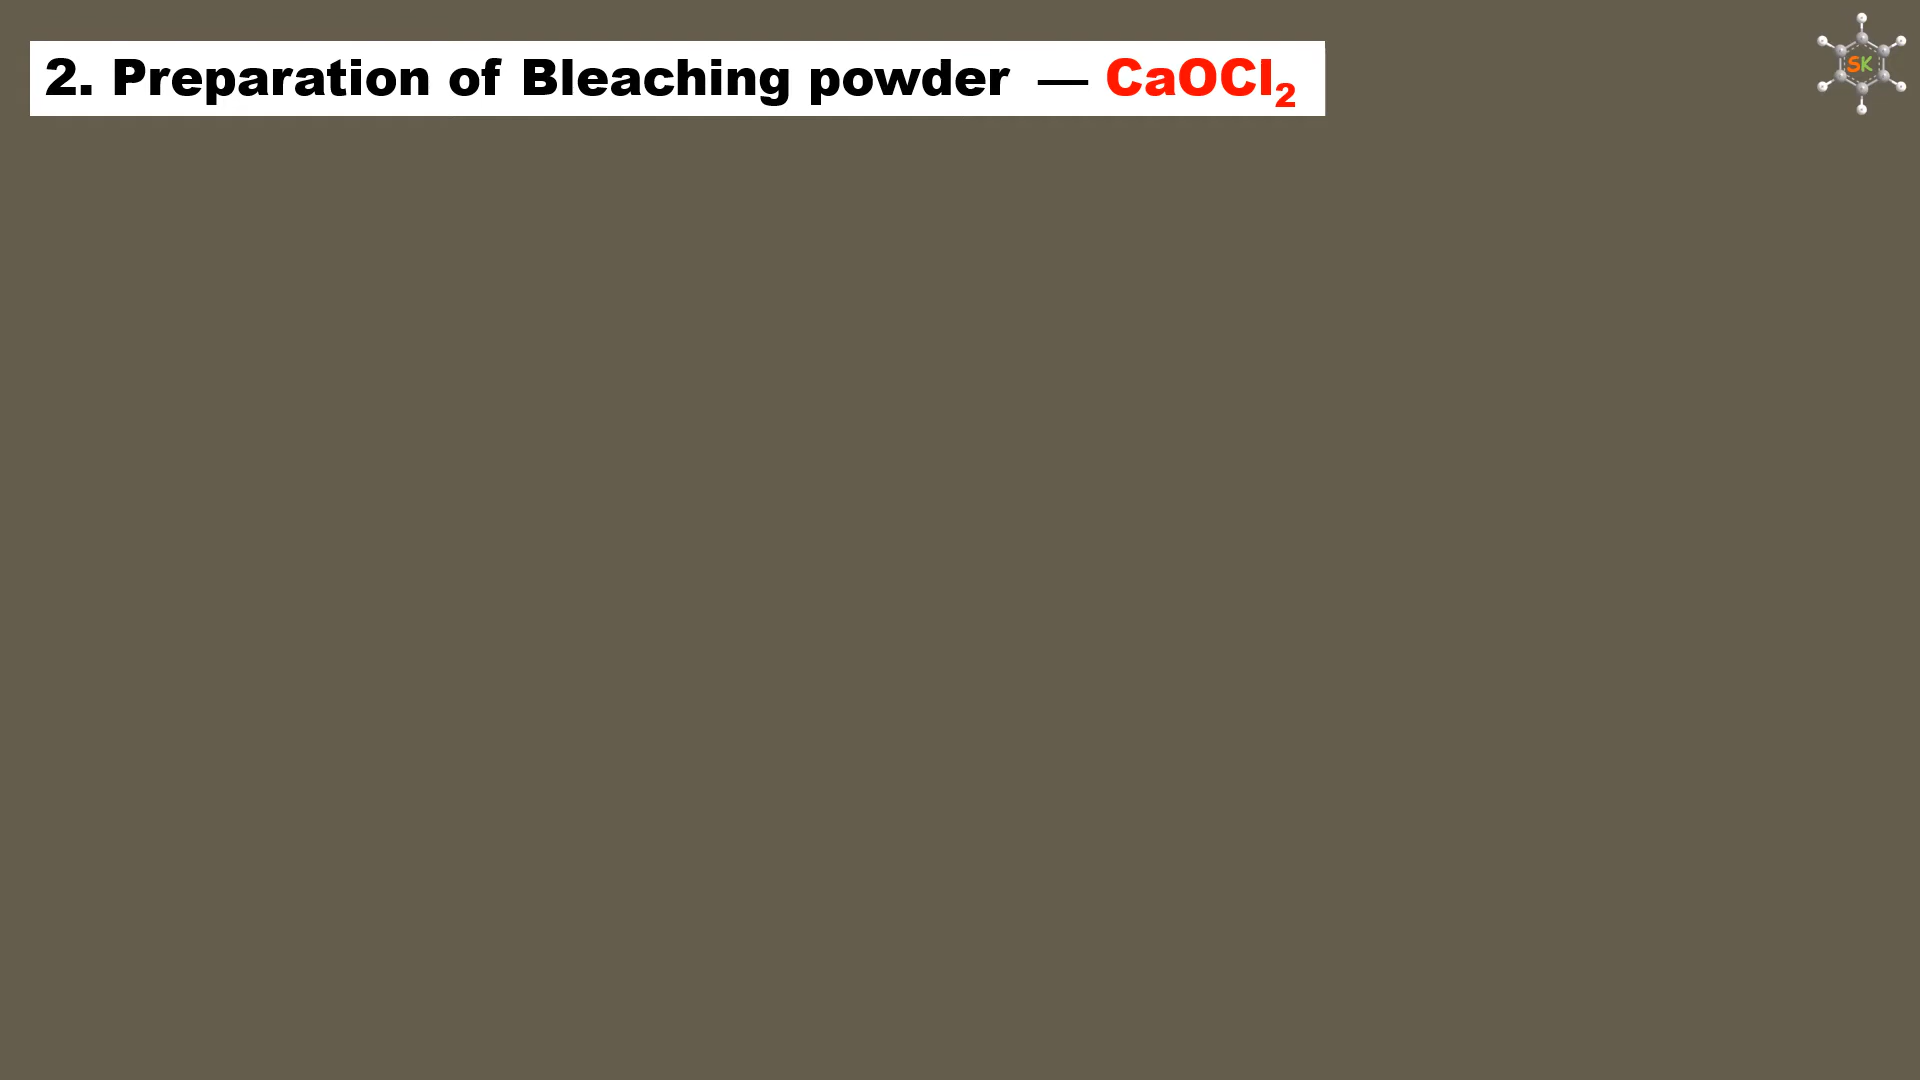 2. Preparation of Bleaching powder — CaOCl₂
SK